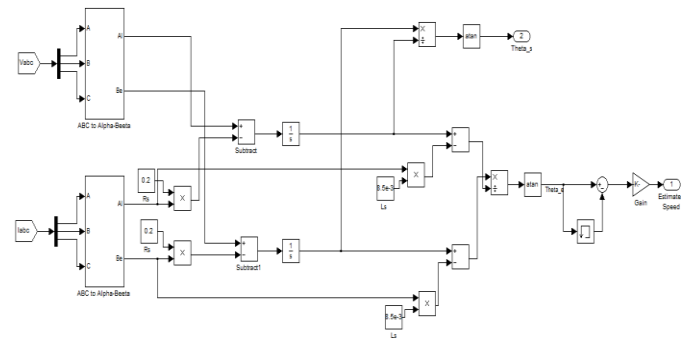 A
Al
Vabc
B
Be
C
ABC to Alpha-Beeta
A
Al
Iabc
B
Be
C
ABC to Alpha-Beeta
0.2
Rs
X
0.2
Rs
X
+
−
Subtract
1
s
+
−
Subtract1
1
s
X
÷
atan
2
Theta_s
8.5e-3
Ls
X
+
−
8.5e-3
Ls
X
+
−
X
÷
atan
Theta_e
+
−
K-
Gain
1
Estimate
Speed